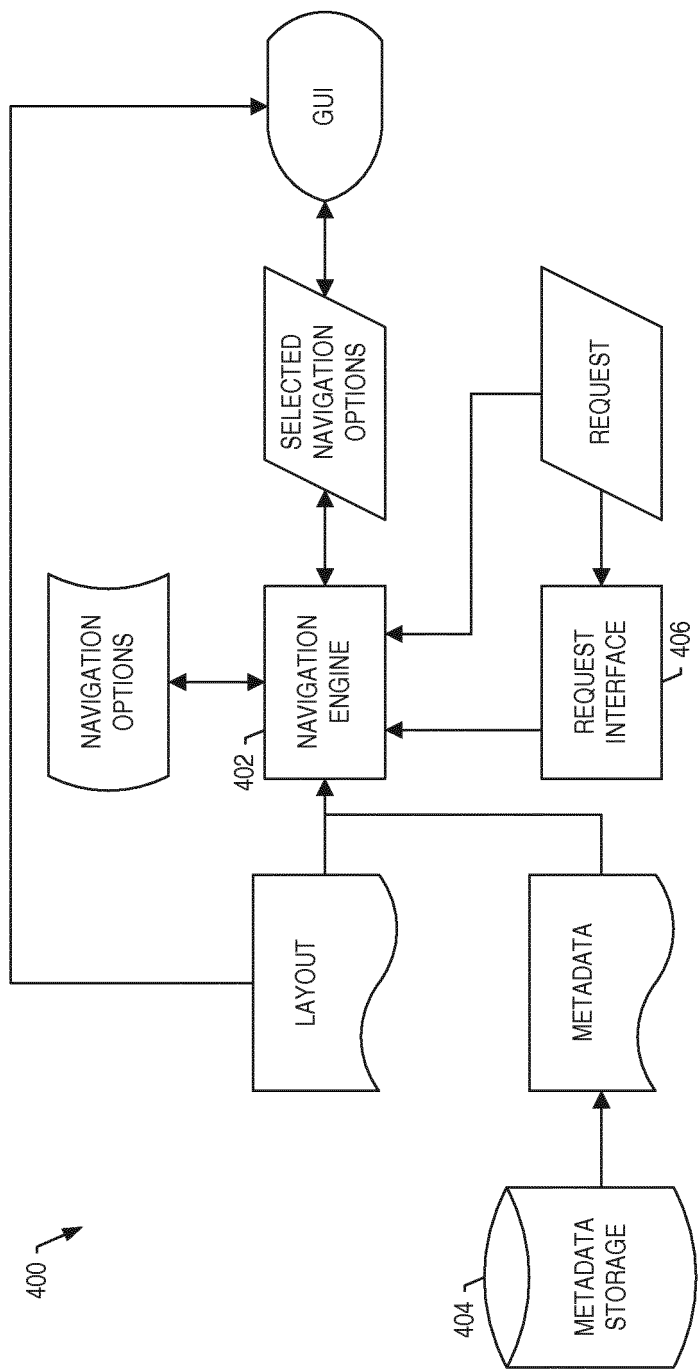 400
404
METADATA
STORAGE
METADATA
LAYOUT
402
NAVIGATION
ENGINE
NAVIGATION
OPTIONS
REQUEST
INTERFACE
406
REQUEST
SELECTED
NAVIGATION
OPTIONS
GUI